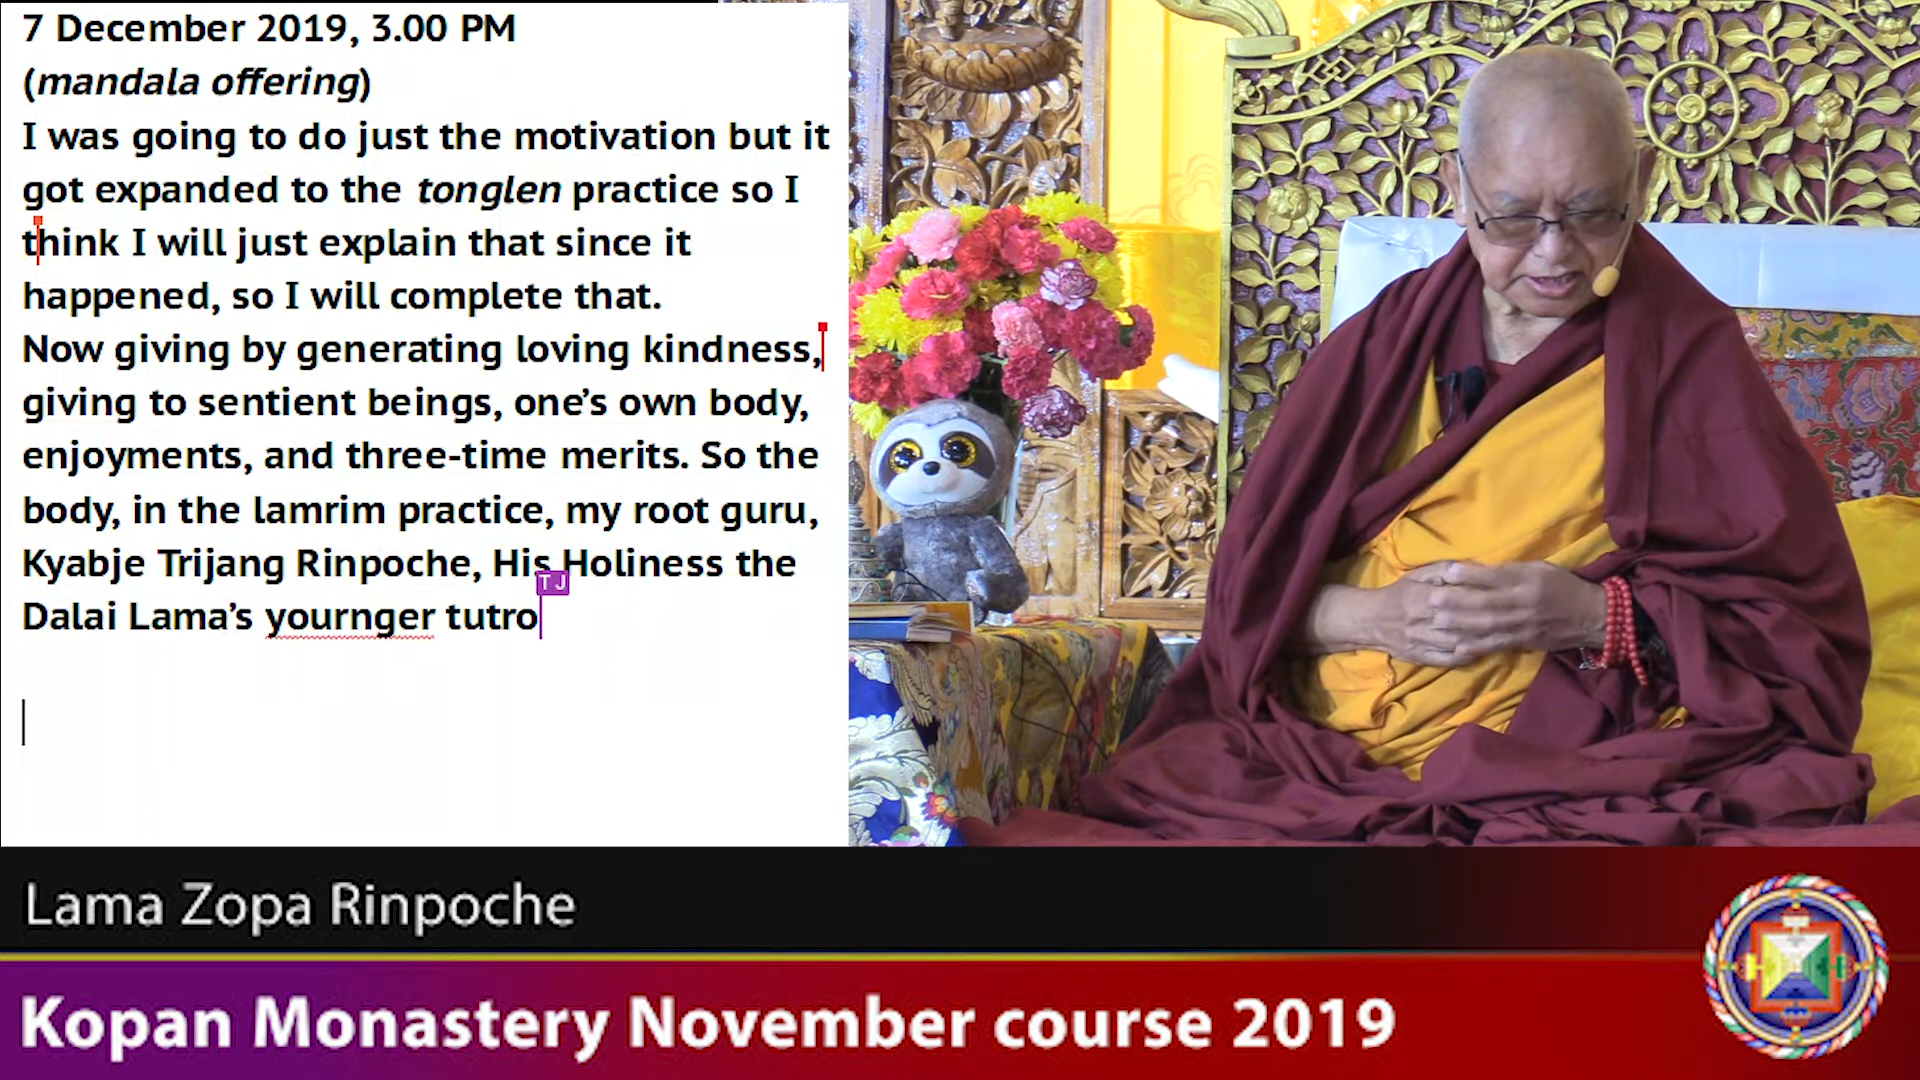 7 December 2019, 3.00 PM
(mandala offering)
I was going to do just the motivation but it
got expanded to the tonglen practice so I
think I will just explain that since it
happened, so I will complete that.
Now giving by generating loving kindness,
giving to sentient beings, one’s own body,
enjoyments, and three-time merits. So the
body, in the lamrim practice, my root guru,
Kyabje Trijang Rinpoche, His Holiness the
TJ
Dalai Lama’s yournger tutro
Lama Zopa Rinpoche
Kopan Monastery November course 2019